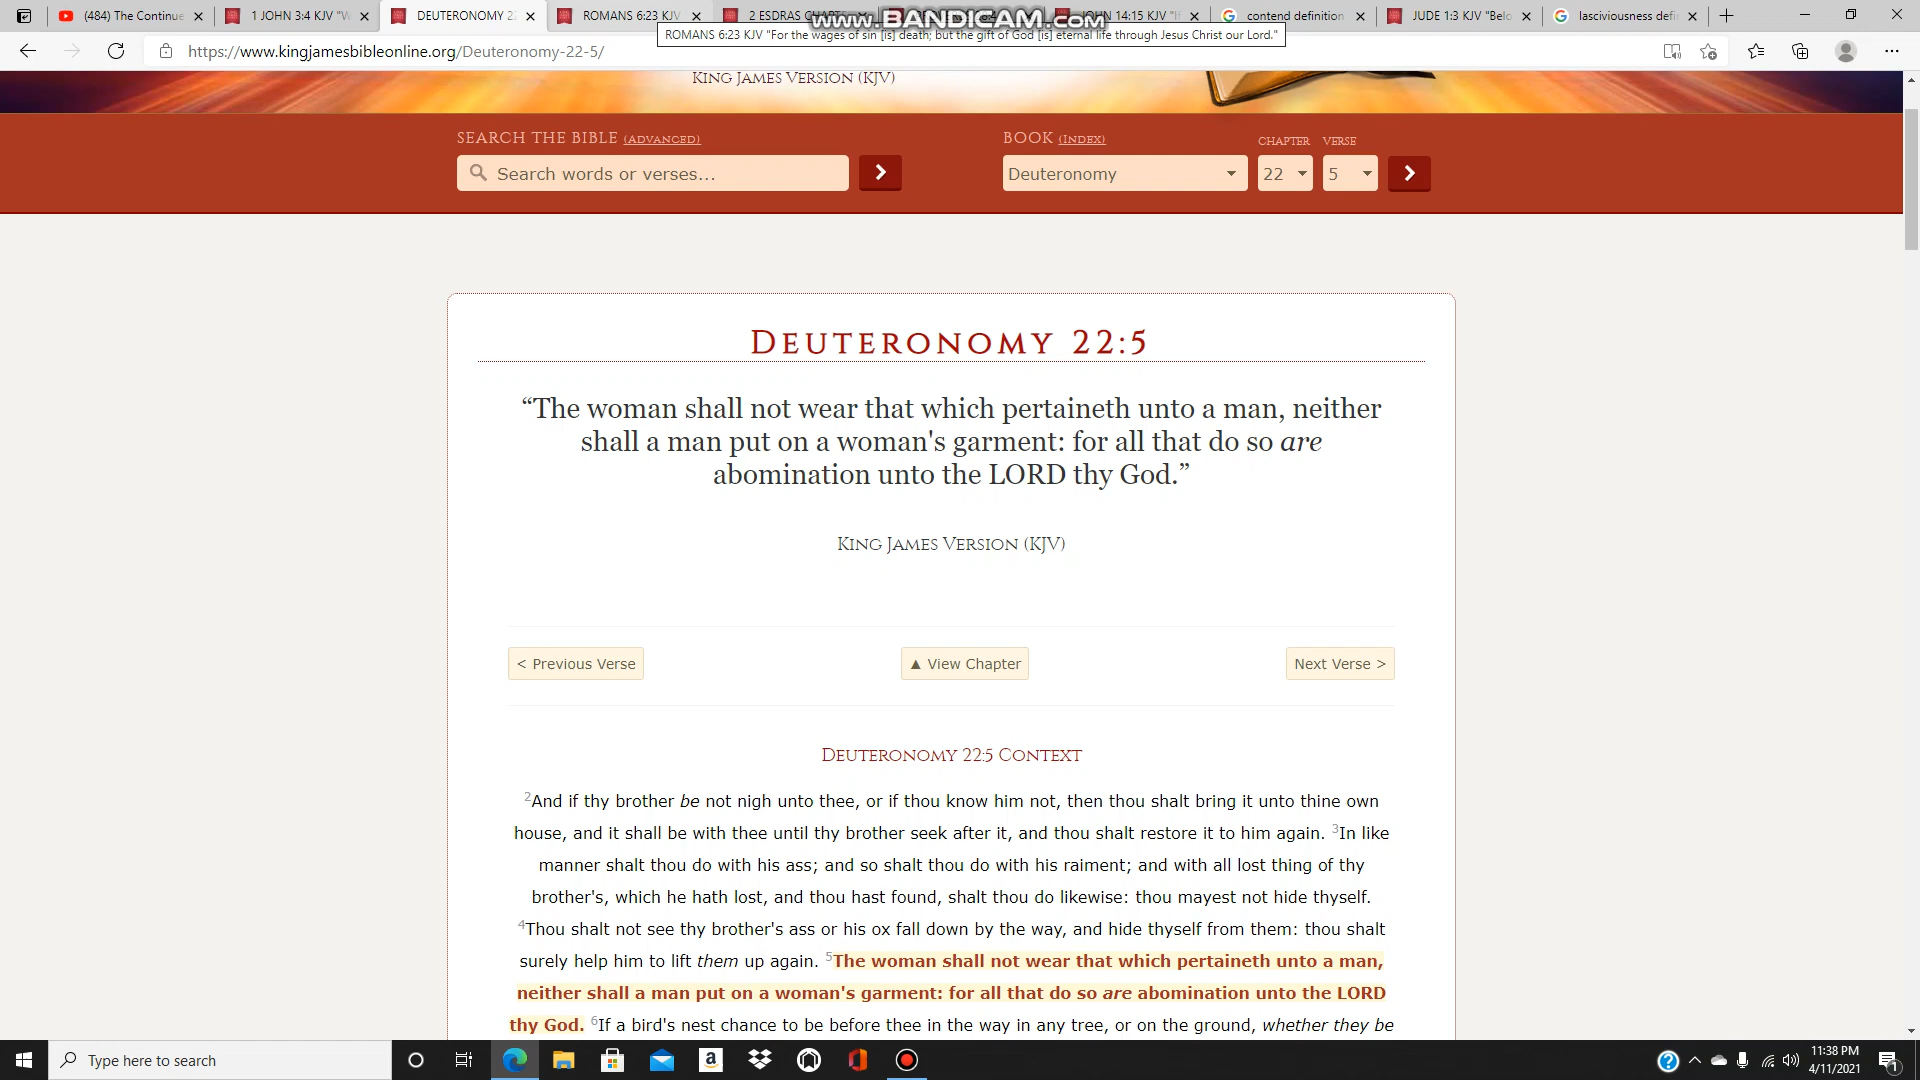 (484) The Continue
1 JOHN 3:4 KJV "W
DEUTERONOMY 22
ROMANS 6:23 KJV
2 ESDRAS CHAPTE
JOHN 14:15 KJV "If
contend definition
JUDE 1:3 KJV "Belo
lasciviousness defi
www.BANDICAM.com
ROMANS 6:23 KJV "For the wages of sin [is] death; but the gift of God [is] eternal life through Jesus Christ our Lord."
https://www.kingjamesbibleonline.org/Deuteronomy-22-5/
KING JAMES VERSION (KJV)
SEARCH THE BIBLE (ADVANCED)
BOOK (INDEX)
CHAPTER
VERSE
Search words or verses...
Deuteronomy
22
5
DEUTERONOMY 22:5
“The woman shall not wear that which pertaineth unto a man, neither
shall a man put on a woman's garment: for all that do so are
abomination unto the LORD thy God.”
KING JAMES VERSION (KJV)
< Previous Verse
▲ View Chapter
Next Verse >
DEUTERONOMY 22:5 CONTEXT
2And if thy brother be not nigh unto thee, or if thou know him not, then thou shalt bring it unto thine own
house, and it shall be with thee until thy brother seek after it, and thou shalt restore it to him again. 3In like
manner shalt thou do with his ass; and so shalt thou do with his raiment; and with all lost thing of thy
brother's, which he hath lost, and thou hast found, shalt thou do likewise: thou mayest not hide thyself.
4Thou shalt not see thy brother's ass or his ox fall down by the way, and hide thyself from them: thou shalt
surely help him to lift them up again. 5The woman shall not wear that which pertaineth unto a man,
neither shall a man put on a woman's garment: for all that do so are abomination unto the LORD
thy God. 6If a bird's nest chance to be before thee in the way in any tree, or on the ground, whether they be
Type here to search
11:38 PM
4/11/2021
1